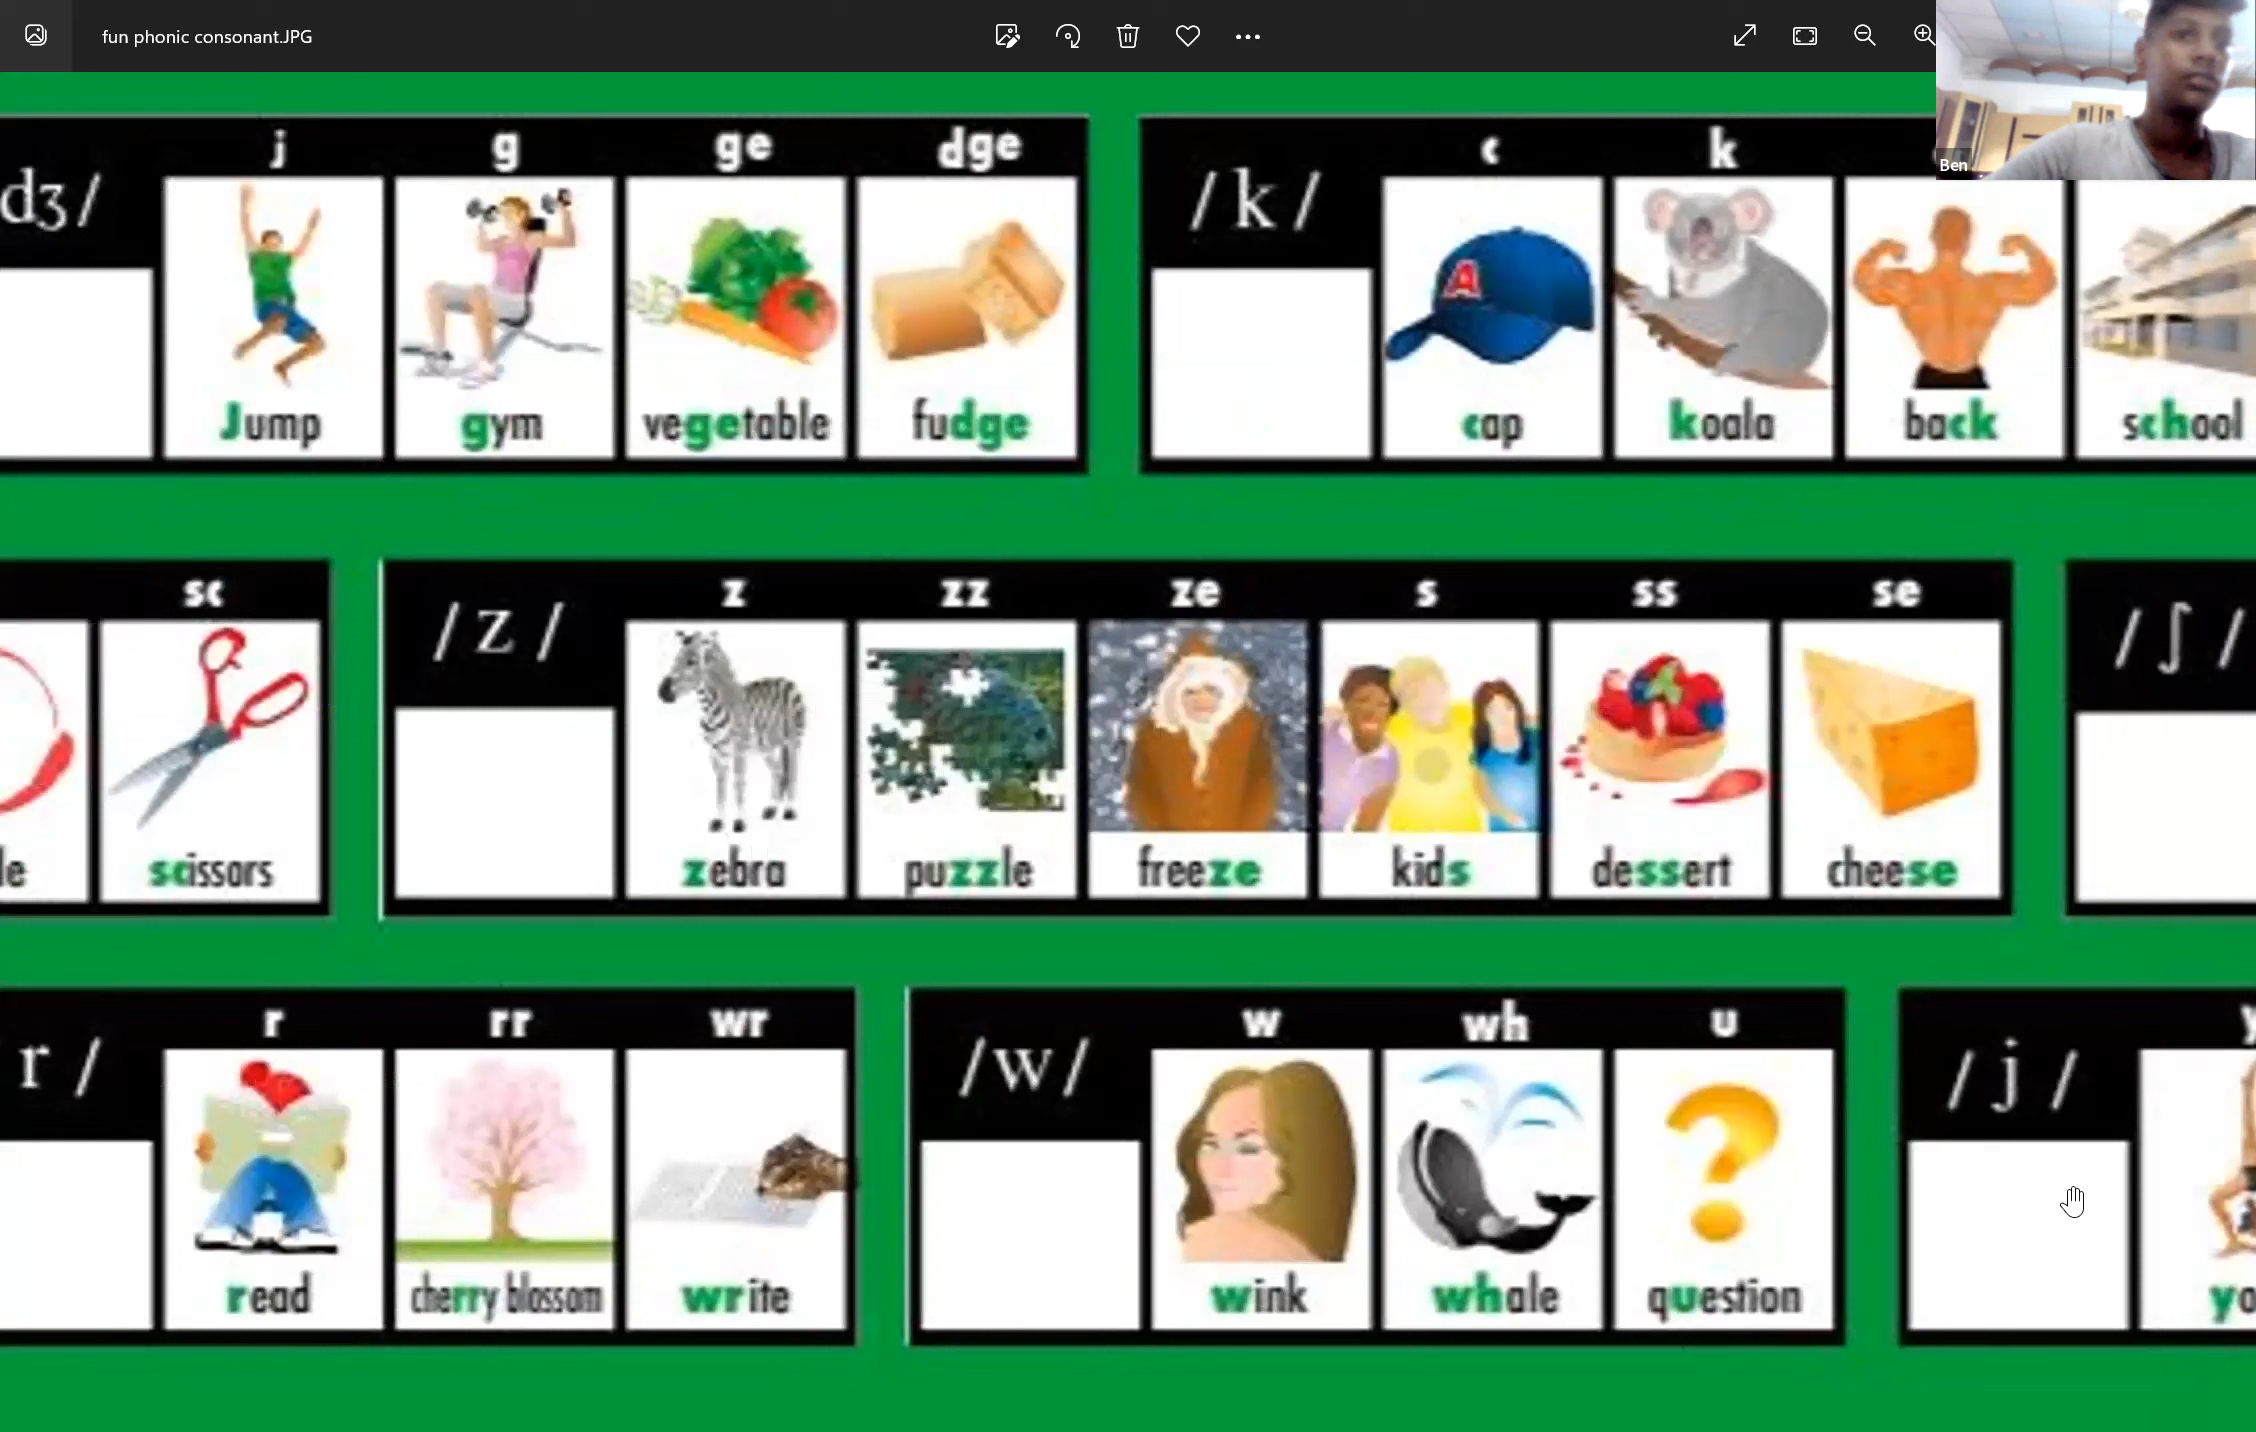 fun phonic consonant.JPG
Ben
j g ge dge
dʒ /
Jump gym vegetable fudge
c k
/ k /
A
cap koala back school
sc
scissors
z zz ze s ss se
/ z /
zebra puzzle freeze kids dessert cheese
/ ʃ /
r rr wr
r /
read cherry blossom write
w wh u
/w/
wink whale question
/ j /